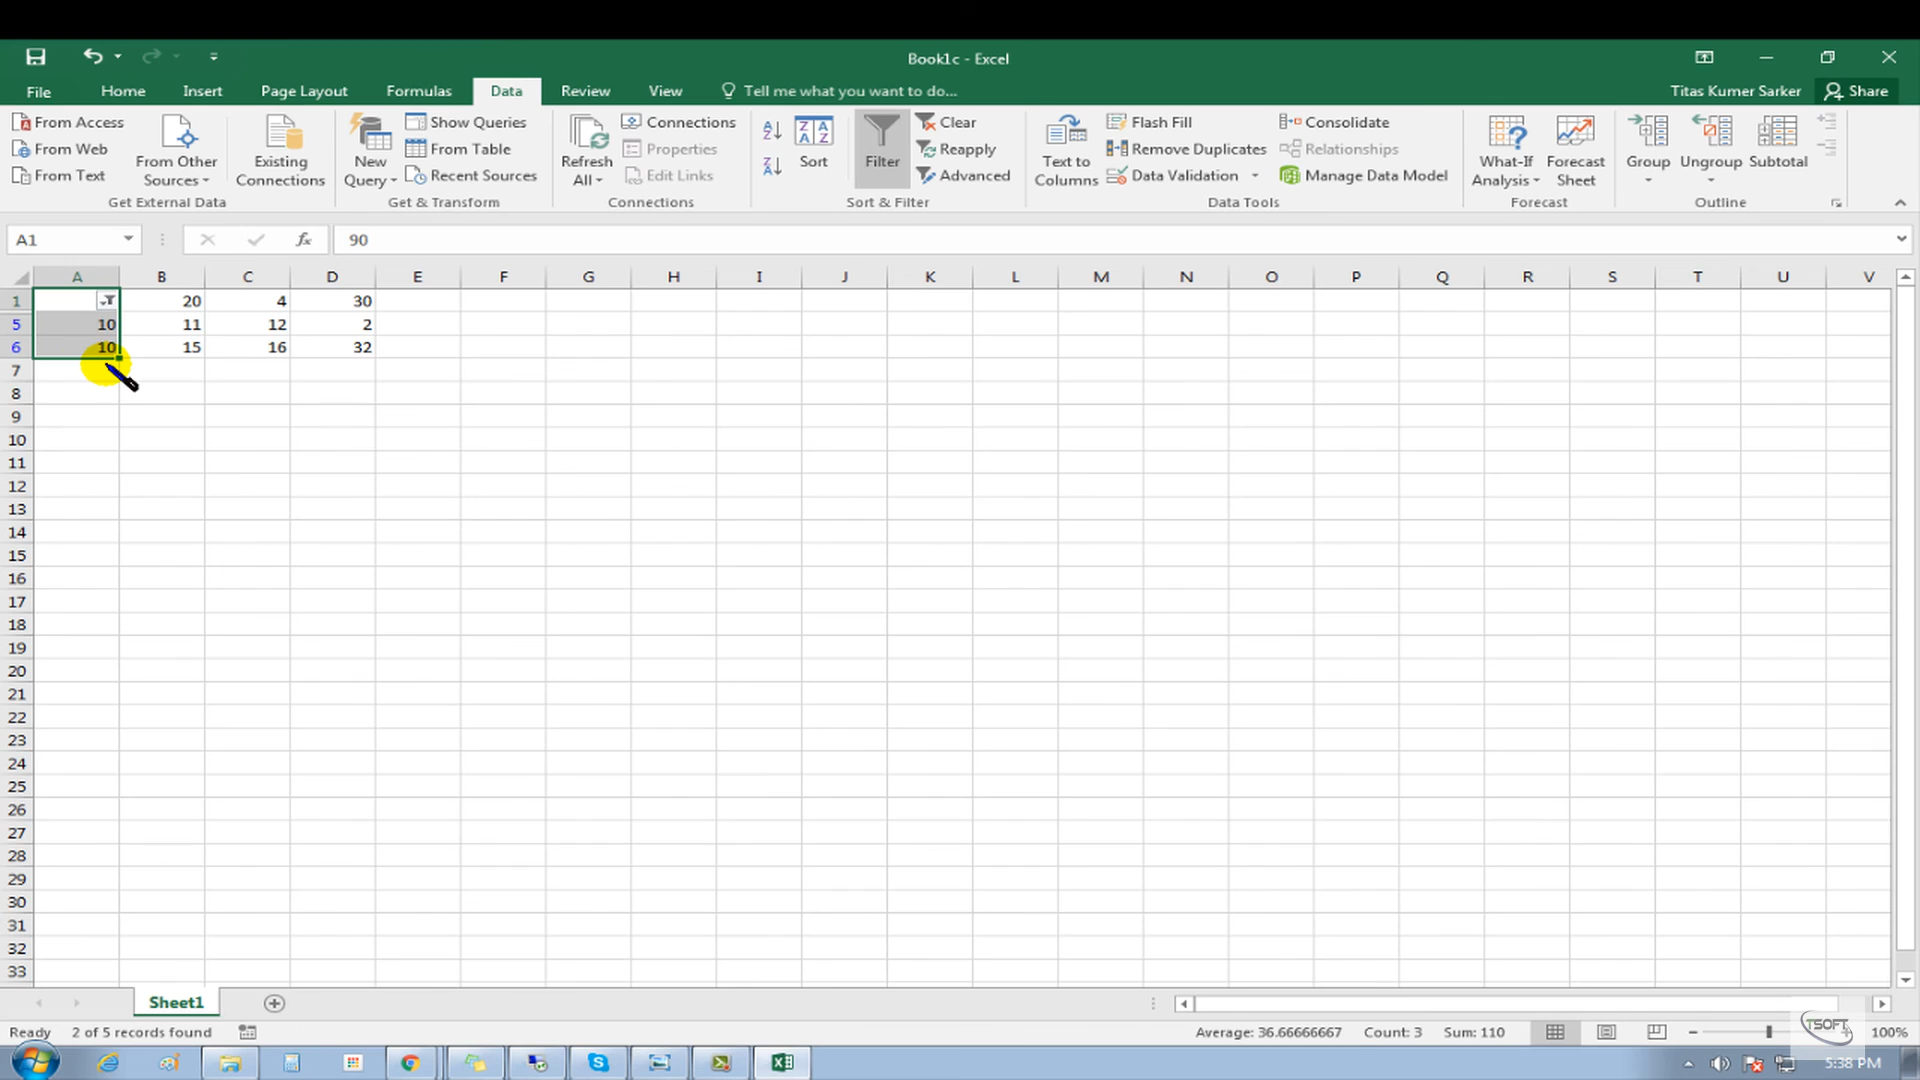 Book1c - Excel
File Home Insert Page Layout Formulas Data Review View Tell me what you want to do... Titas Kumar Sarker Share
From Access
From Web
From Text
From Other Sources
Existing Connections
Get External Data
New Query
Show Queries
From Table
Recent Sources
Get & Transform
Refresh All
Connections
Properties
Edit Links
Connections
Sort
Filter
Clear
Reapply
Advanced
Sort & Filter
Text to Columns
Flash Fill
Remove Duplicates
Data Validation
Consolidate
Relationships
Manage Data Model
Data Tools
What-If Analysis
Forecast Sheet
Forecast
Group
Ungroup
Subtotal
Outline
A1 fx 90
A B C D E F G H I J K L M N O P Q R S T U V
1 20 4 30
5 10 11 12 2
6 10 15 16 32
7
8
9
10
11
12
13
14
15
16
17
18
19
20
21
22
23
24
25
26
27
28
29
30
31
32
33
Sheet1
Ready 2 of 5 records found Average: 36.66666667 Count: 3 Sum: 110 100%
TSOFT
5:38 PM